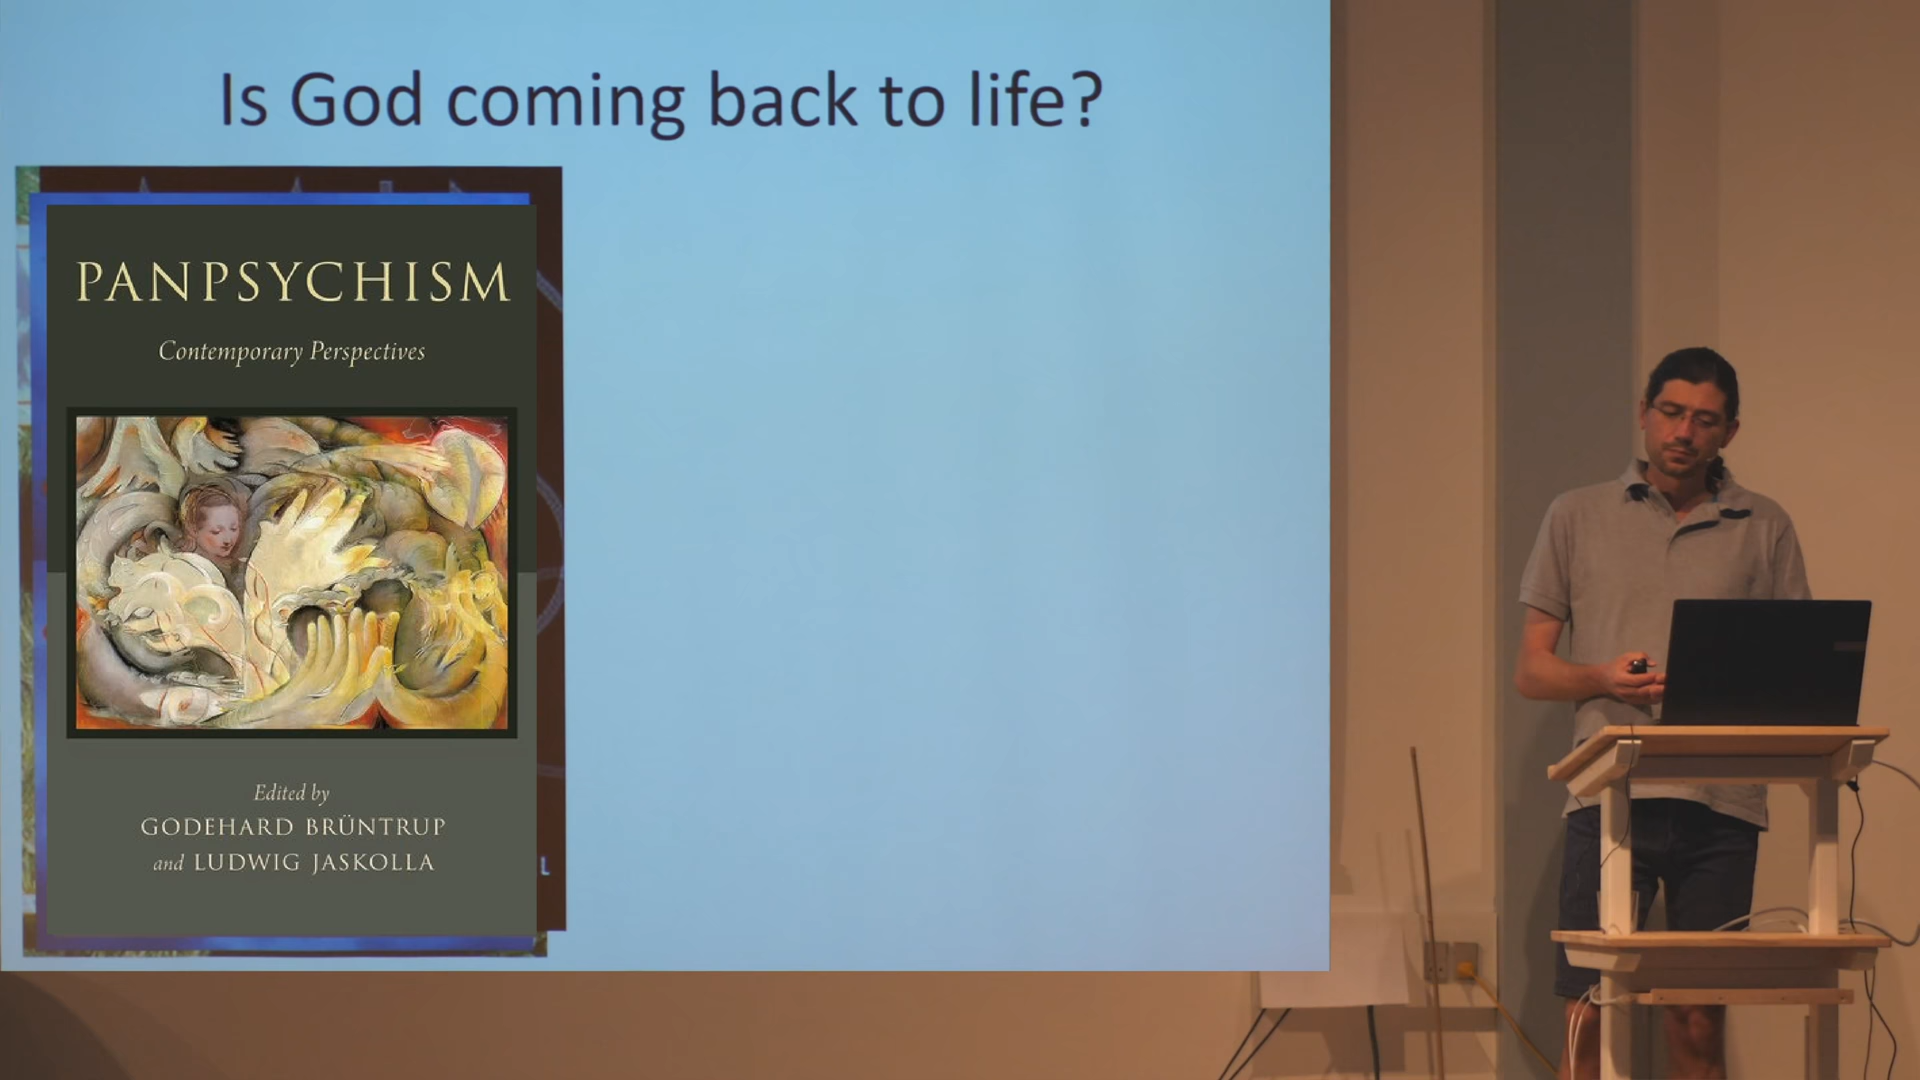 Is God coming back to life?
PANPSYCHISM
Contemporary Perspectives
Edited by
GODEHARD BRÜNTRUP
and LUDWIG JASKOLLA
L